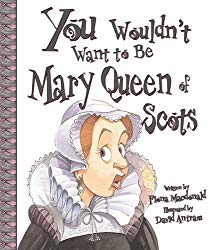 You Wouldn't
Want to Be
Mary Queen of
Scots
Written by
Fiona Macdonald
Illustrated by
David Antram